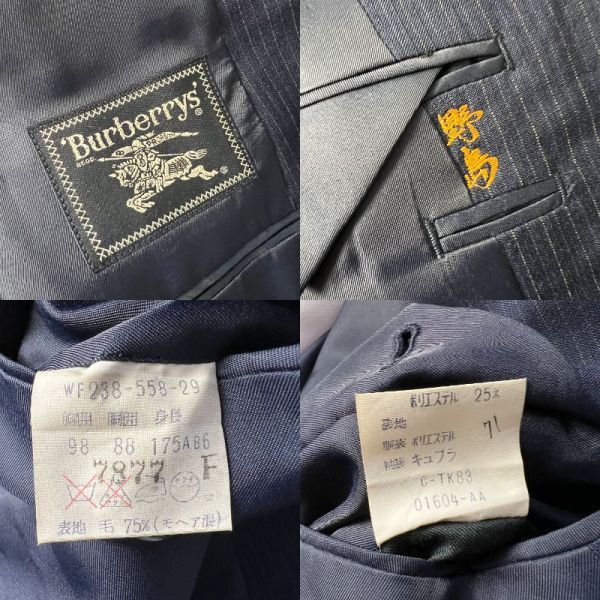 Burberrys'
®
®
野島
WF238-558-29
胸囲 胴囲 身長
98 88 175AB6
7877 F
表地 毛 75%(モヘア混)
ポリエステル 25%
表地
胴裏 ポリエステル
袖裏 キュプラ
C-TK83
01604-AA